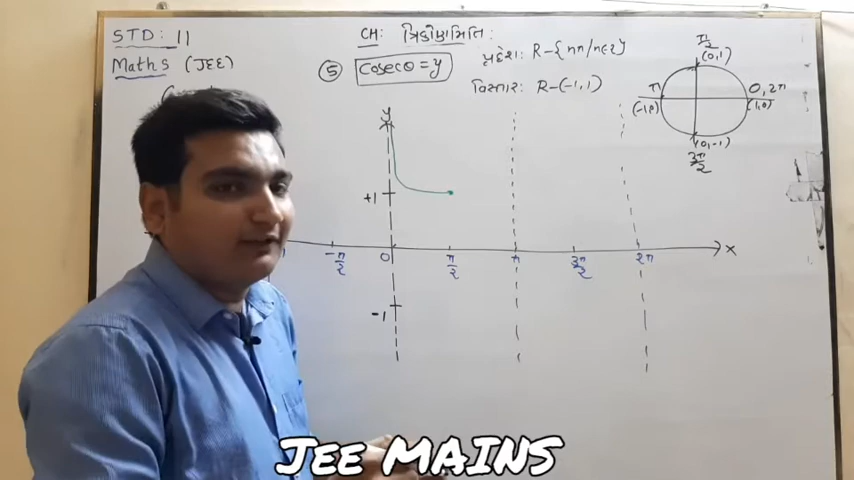 STD : 11
CH: ત્રિકોણમિતિ :
Maths (JEE)
⑤ cosecθ = y
પ્રદેશ: R-{nπ/n∈Z}
વિસ્તાર: R-(-1,1)
π/2
(0,1)
π
0, 2π
(-1,0)
(1,0)
(0,-1)
3π/2
y
+1
-π/2
0
π/2
π
3π/2
2π
x
-1
JEE MAINS